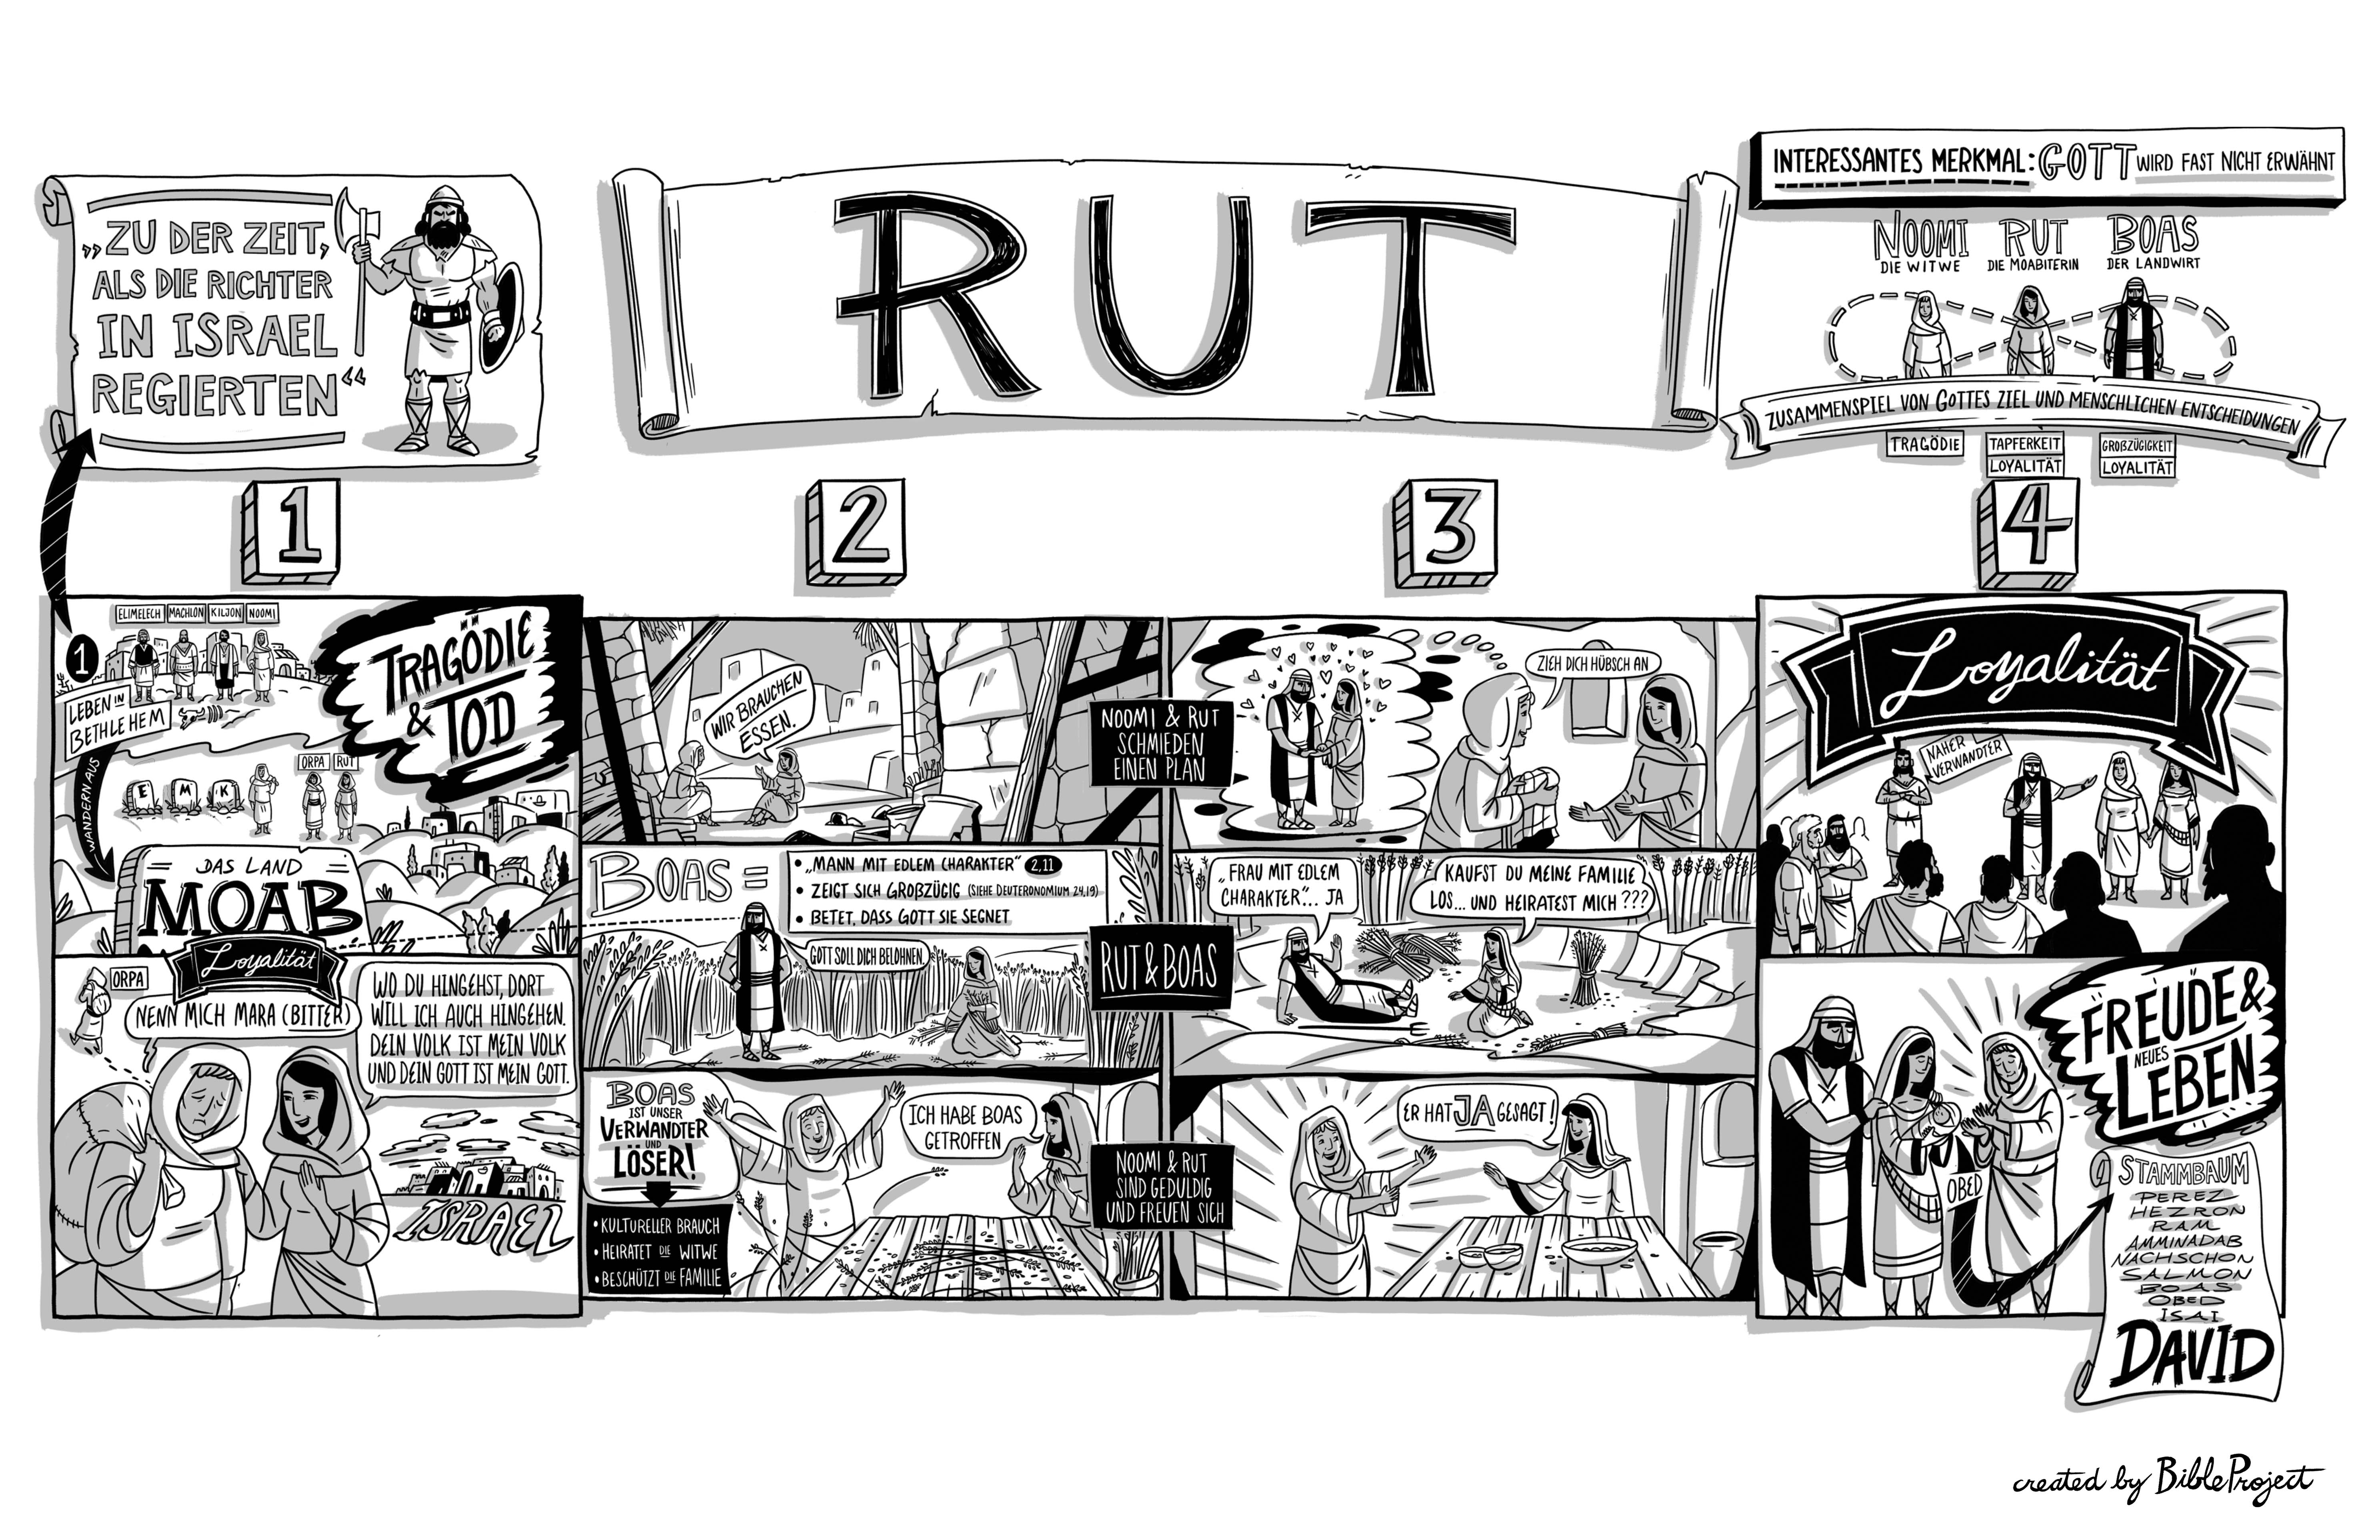 „ZU DER ZEIT,
ALS DIE RICHTER
IN ISRAEL
REGIERTEN“
RUT
INTERESSANTES MERKMAL: GOTT WIRD FAST NICHT ERWÄHNT
NOOMI
DIE WITWE
RUT
DIE MOABITERIN
BOAS
DER LANDWIRT
ZUSAMMENSPIEL VON GOTTES ZIEL UND MENSCHLICHEN ENTSCHEIDUNGEN
TRAGÖDIE
TAPFERKEIT
LOYALITÄT
GROßZÜGIGKEIT
LOYALITÄT
1
2
3
4
ELIMELECH
MACHLON
KILJON
NOOMI
1
LEBEN IN
BETHLEHEM
TRAGÖDIE
& TOD
WANDERN AUS
ORPA
RUT
E
M
K
DAS LAND
MOAB
Loyalität
ORPA
NENN MICH MARA (BITTER)
WO DU HINGEHST, DORT
WILL ICH AUCH HINGEHEN.
DEIN VOLK IST MEIN VOLK
UND DEIN GOTT IST MEIN GOTT.
ISRAEL
WIR BRAUCHEN
ESSEN.
BOAS =
• „MANN MIT EDLEM CHARAKTER“ 2,11
• ZEIGT SICH GROßZÜGIG (SIEHE DEUTERONOMIUM 24,19)
• BETET, DASS GOTT SIE SEGNET
GOTT SOLL DICH BELOHNEN.
BOAS
IST UNSER
VERWANDTER
UND
LÖSER!
• KULTURELLER BRAUCH
• HEIRATET DIE WITWE
• BESCHÜTZT DIE FAMILIE
ICH HABE BOAS
GETROFFEN
NOOMI & RUT
SCHMIEDEN
EINEN PLAN
RUT & BOAS
NOOMI & RUT
SIND GEDULDIG
UND FREUEN SICH
ZIEH DICH HÜBSCH AN
„FRAU MIT EDLEM
CHARAKTER“... JA
KAUFST DU MEINE FAMILIE
LOS... UND HEIRATEST MICH ???
ER HAT JA GESAGT!
Loyalität
NAHER
VERWANDTER
FREUDE &
NEUES
LEBEN
OBED
STAMMBAUM
PEREZ
HEZRON
RAM
AMMINADAB
NACHSCHON
SALMON
BOAS
OBED
ISAI
DAVID
created by BibleProject